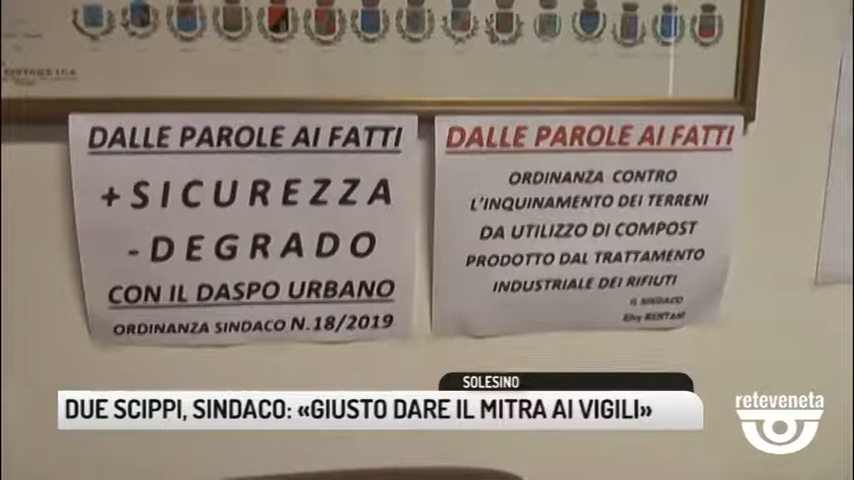 DALLE PAROLE AI FATTI
+ SICUREZZA
- DEGRADO
CON IL DASPO URBANO
ORDINANZA SINDACO N.18/2019
DALLE PAROLE AI FATTI
ORDINANZA CONTRO
L'INQUINAMENTO DEI TERRENI
DA UTILIZZO DI COMPOST
PRODOTTO DAL TRATTAMENTO
INDUSTRIALE DEI RIFIUTI
IL SINDACO
SOLESINO
DUE SCIPPI, SINDACO: «GIUSTO DARE IL MITRA AI VIGILI»
reteveneta